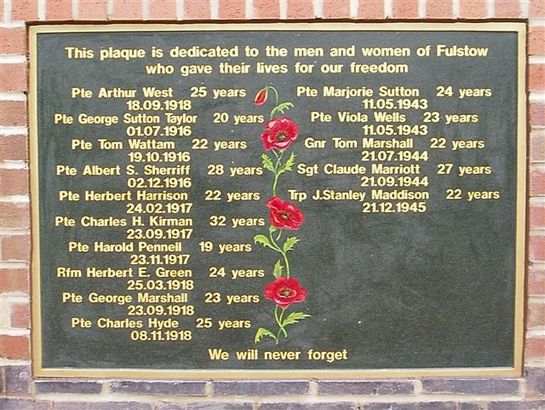 This plaque is dedicated to the men and women of Fulstow
who gave their lives for our freedom
Pte Arthur West 25 years
18.09.1918
Pte George Sutton Taylor 20 years
01.07.1916
Pte Tom Wattam 22 years
19.10.1916
Pte Albert S. Sherriff 28 years
02.12.1916
Pte Herbert Harrison 22 years
24.02.1917
Pte Charles H. Kirman 32 years
23.09.1917
Pte Harold Pennell 19 years
23.11.1917
Rfm Herbert E. Green 24 years
25.03.1918
Pte George Marshall 23 years
23.09.1918
Pte Charles Hyde 25 years
08.11.1918
Pte Marjorie Sutton 24 years
11.05.1943
Pte Viola Wells 23 years
11.05.1943
Gnr Tom Marshall 22 years
21.07.1944
Sgt Claude Marriott 27 years
21.09.1944
Trp J.Stanley Maddison 22 years
21.12.1945
We will never forget